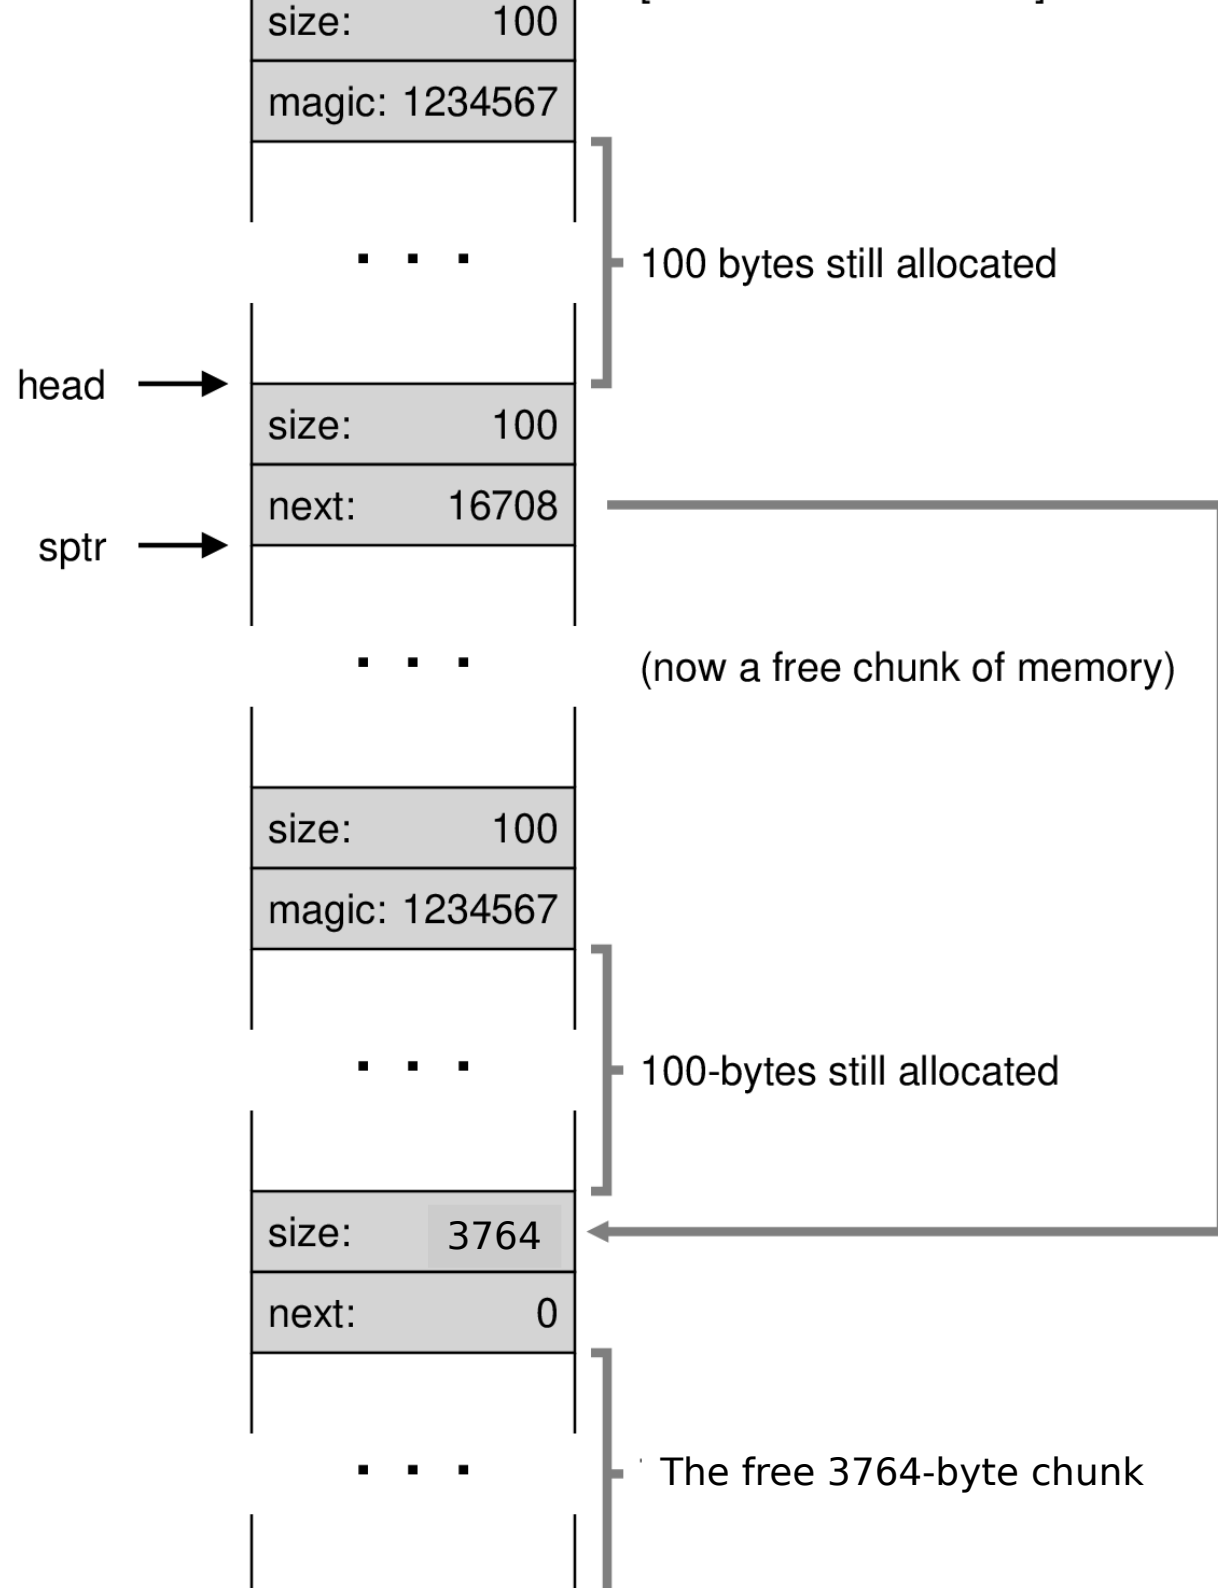 size: 100
magic: 1234567
100 bytes still allocated
head
size: 100
next: 16708
sptr
(now a free chunk of memory)
size: 100
magic: 1234567
100-bytes still allocated
size: 3764
next: 0
The free 3764-byte chunk